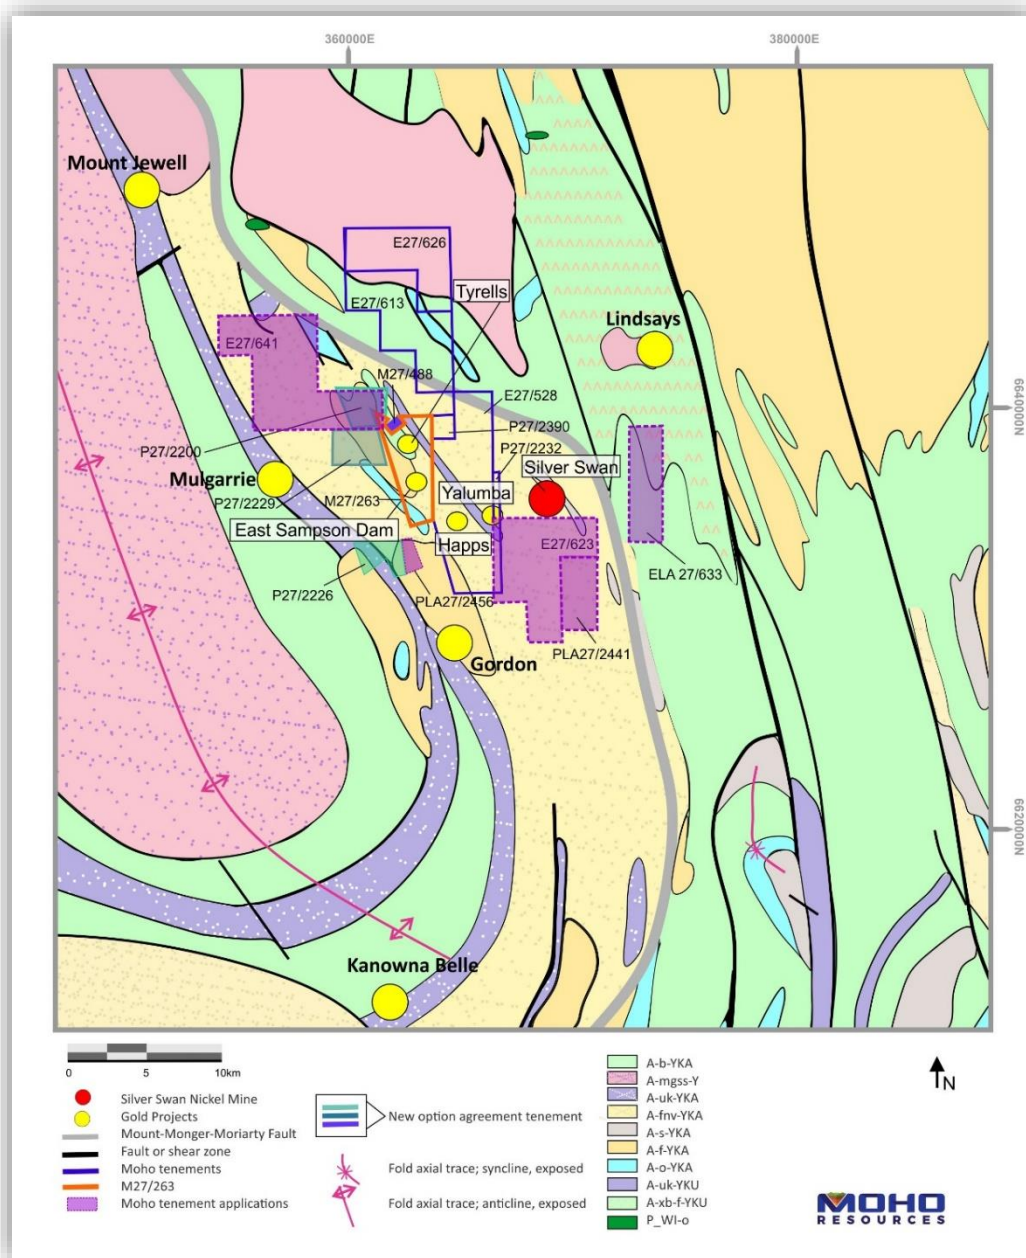 360000E
380000E
Mount Jewell
E27/626
Tyrells
E27/613
Lindsays
E27/641
M27/488
E27/528
6640000N
P27/2390
P27/2200
P27/2232
Silver Swan
Mulgarrie
P27/2229
M27/263
Yalumba
East Sampson Dam
Happs
E27/623
ELA 27/633
P27/2226
PLA27/2456
PLA27/2441
Gordon
6620000N
Kanowna Belle
0 5 10km
N
Silver Swan Nickel Mine
Gold Projects
Mount-Monger-Moriarty Fault
Fault or shear zone
Moho tenements
M27/263
Moho tenement applications
New option agreement tenement
Fold axial trace; syncline, exposed
Fold axial trace; anticline, exposed
A-b-YKA
A-mgss-Y
A-uk-YKA
A-fnv-YKA
A-s-YKA
A-f-YKA
A-o-YKA
A-uk-YKU
A-xb-f-YKU
P_WI-o
MOHO
RESOURCES